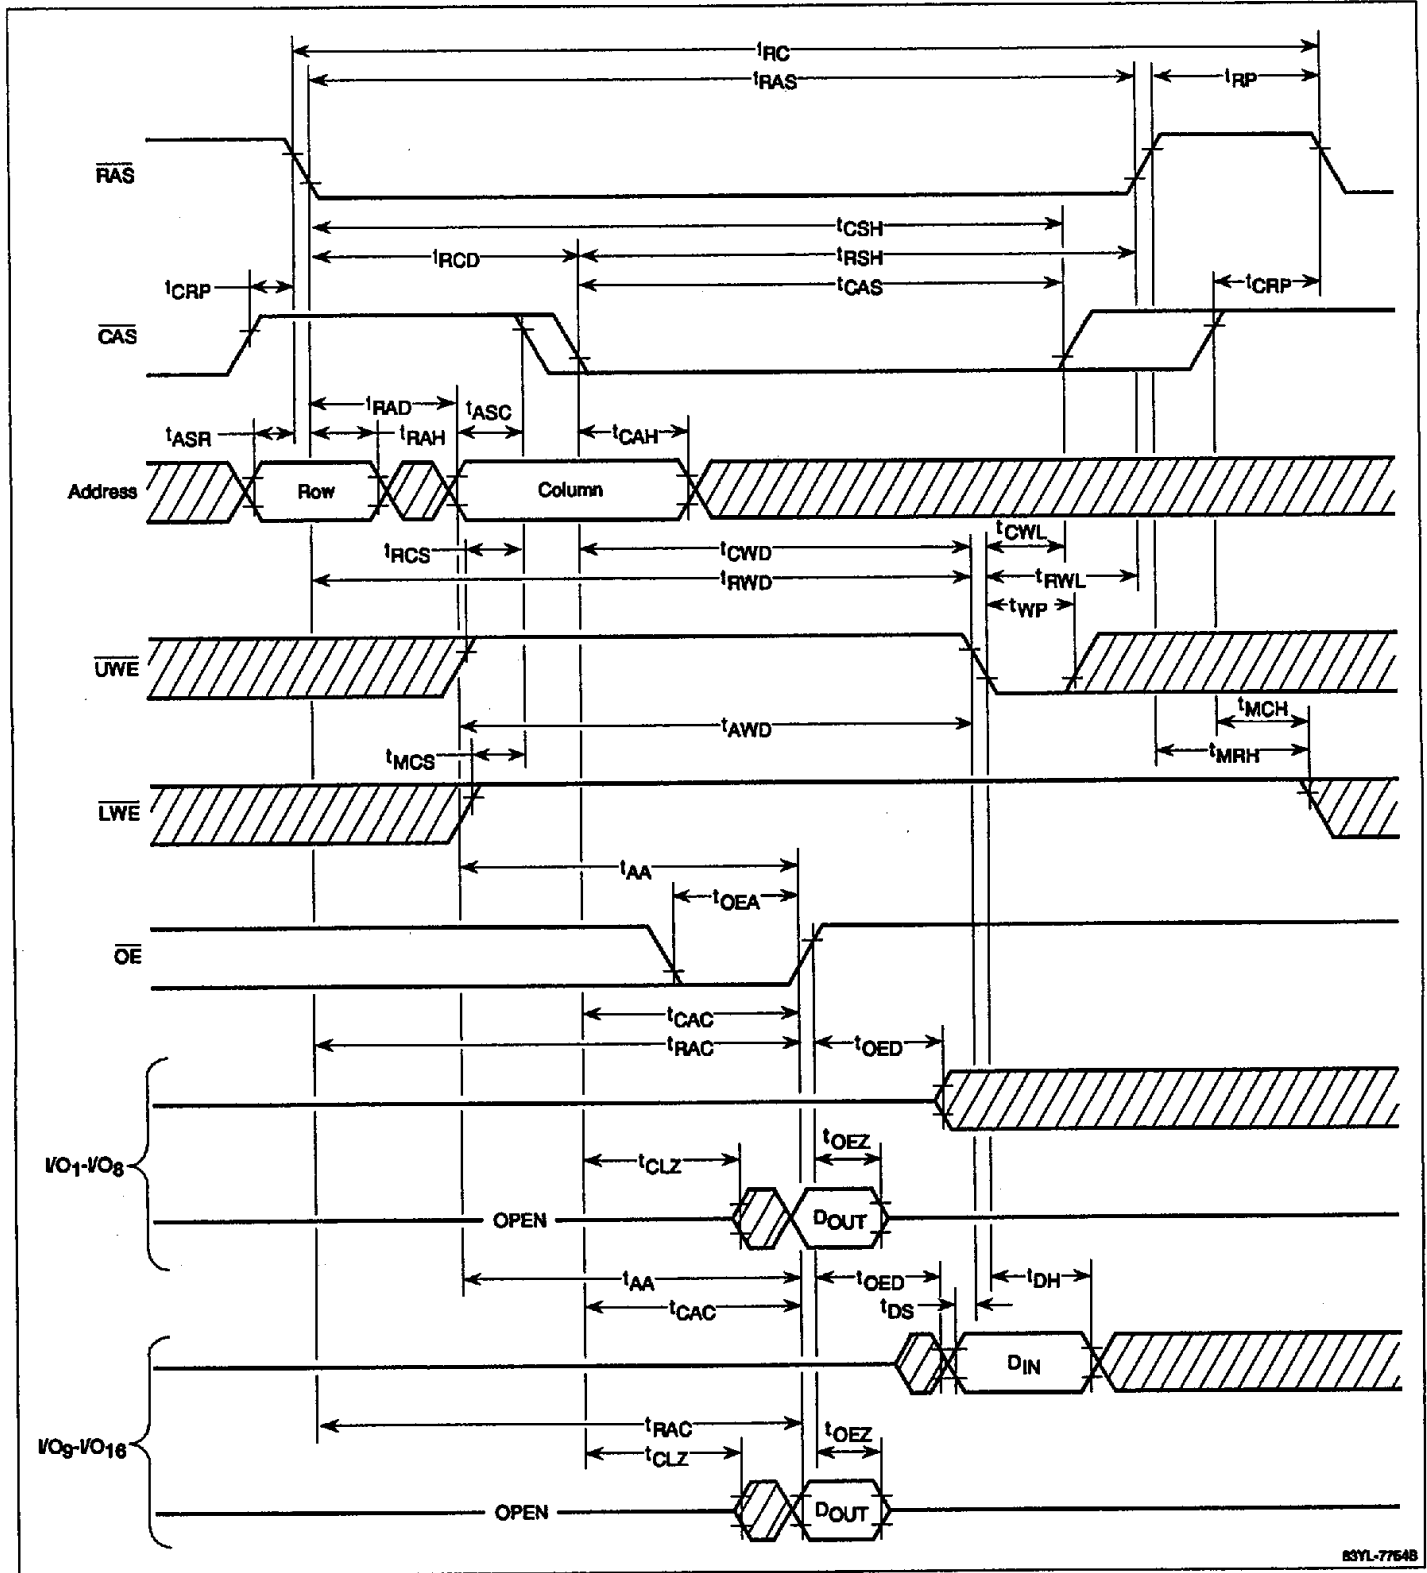 tRC
tRAS
tRP
RAS
tCSH
tRCD
tRSH
tCRP
tCAS
tCRP
CAS
tRAD
tASC
tASR
tRAH
tCAH
Address
Row
Column
tCWL
tRCS
tCWD
tRWD
tRWL
tWP
UWE
tMCH
tAWD
tMCS
tMRH
LWE
tAA
tOEA
OE
tCAC
tRAC
tOED
tOEZ
I/O1-I/O8
tCLZ
OPEN
DOUT
tAA
tOED
tDH
tCAC
tDS
DIN
tRAC
tOEZ
I/O9-I/O16
tCLZ
OPEN
DOUT
83YL-7754B